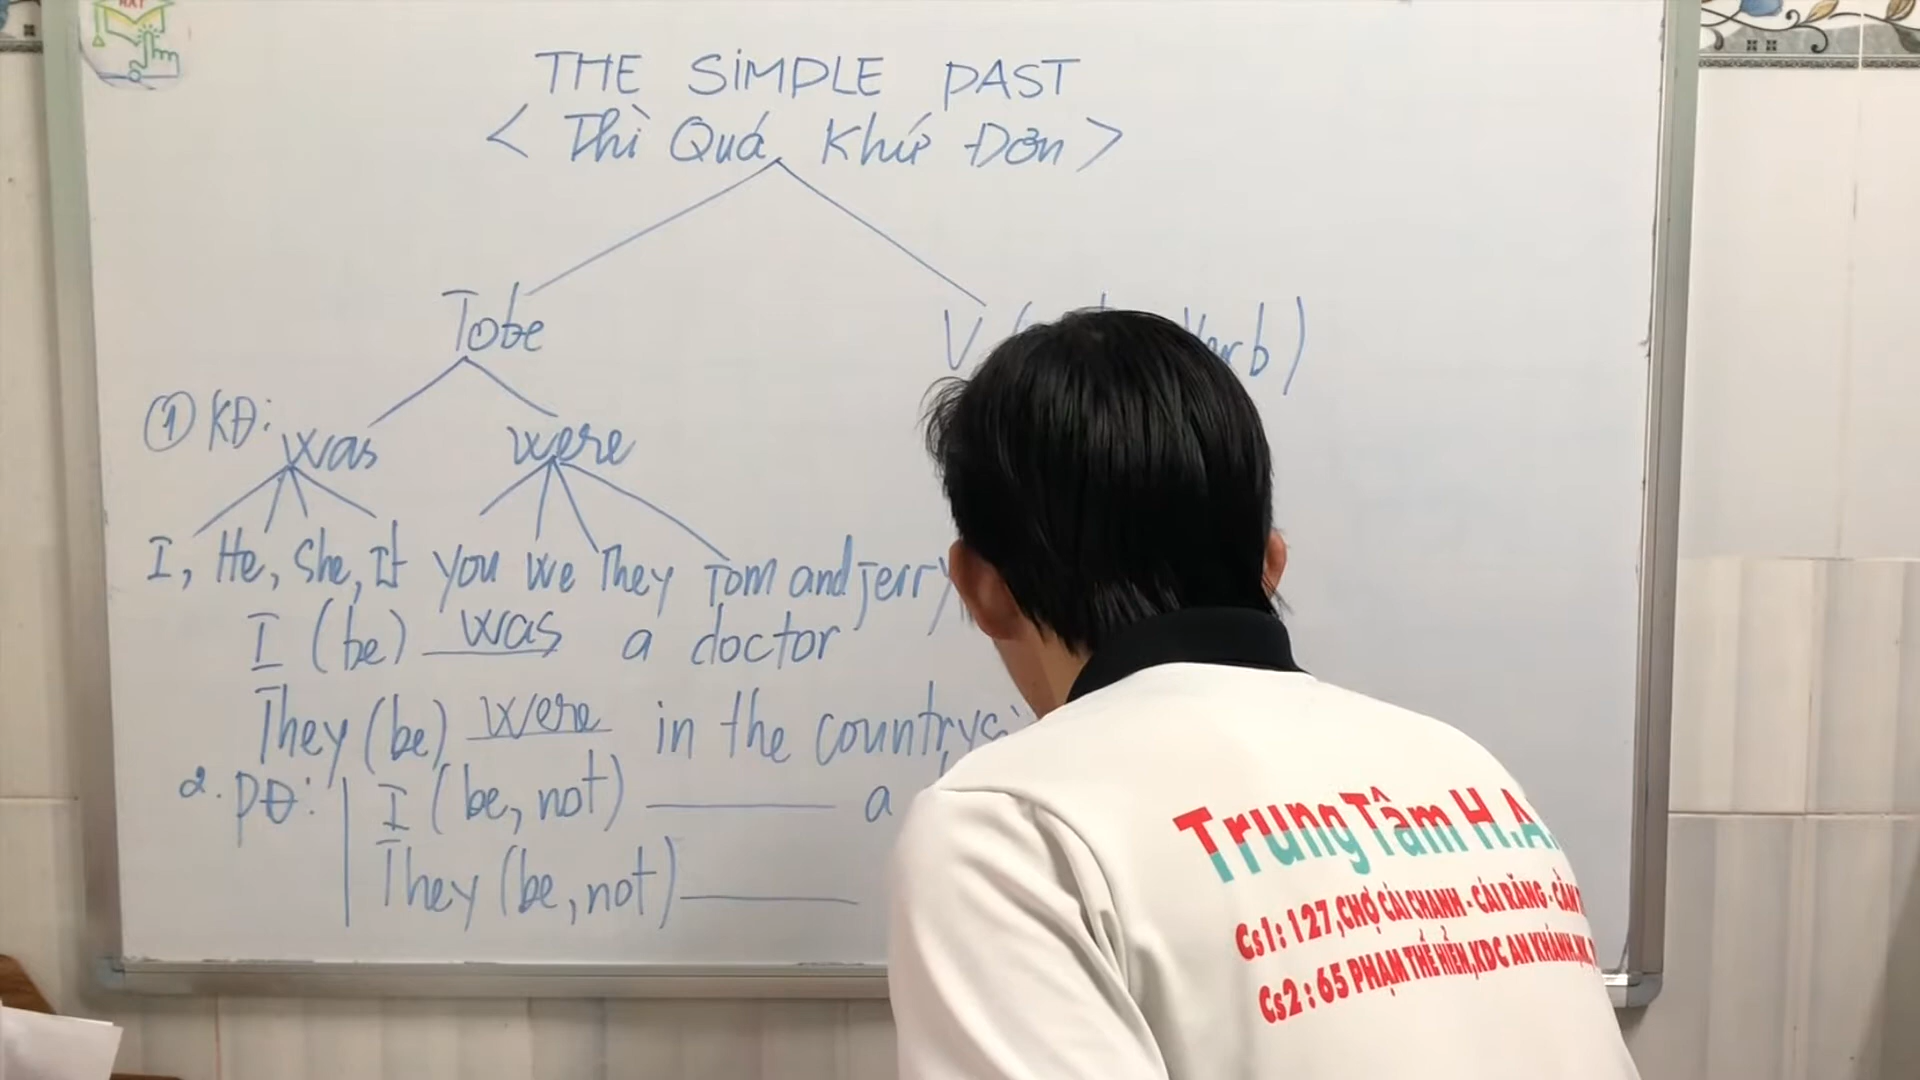 THE SIMPLE PAST
< Thì Quá Khứ Đơn >
Tobe V ( Verb )
① KĐ: was were
I, He, She, It you we They Tom and Jerry
I (be) was a doctor
They (be) were in the
2. PĐ: I (be, not) ______ a
They (be, not) ______
Trung Tâm H.A
Cs1: 127, CHỢ CÁI CHANH - CÁI RĂNG -
Cs2 : 65 PHẠM THẾ HIỂN, KDC AN KHÁNH,